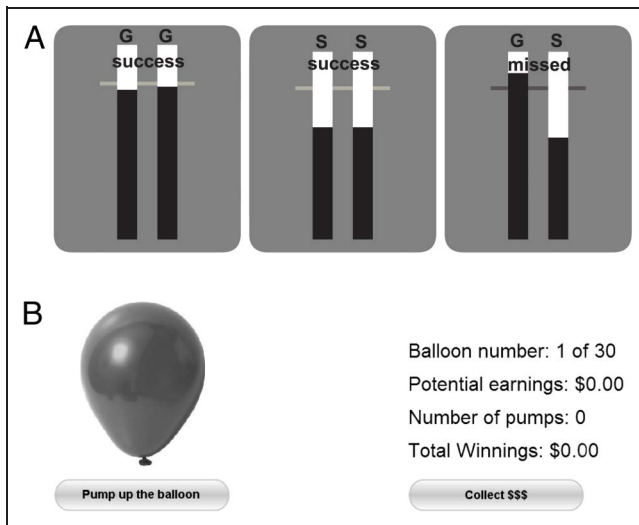 A
G G
success
S S
success
G S
missed
B
Balloon number: 1 of 30
Potential earnings: $0.00
Number of pumps: 0
Total Winnings: $0.00
Pump up the balloon
Collect $$$